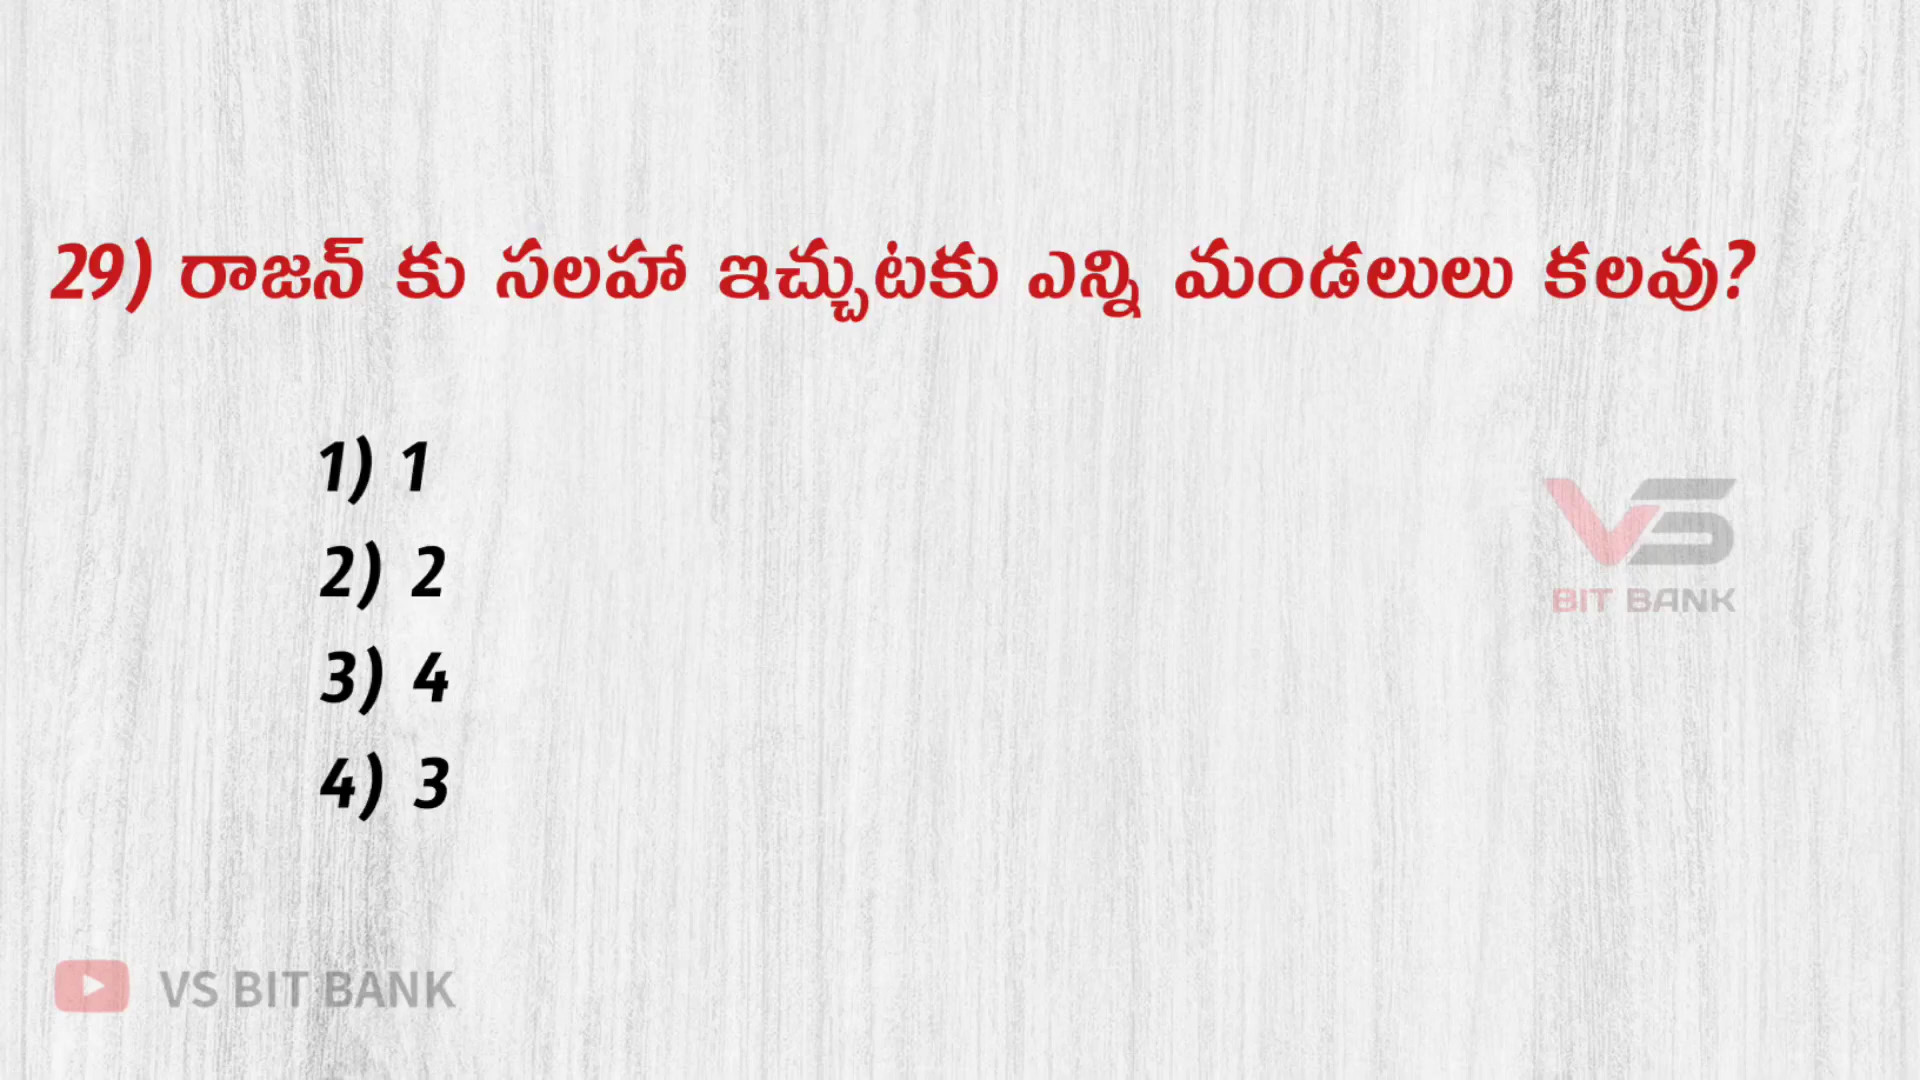 29) రాజన్ కు సలహా ఇచ్చుటకు ఎన్ని మండలులు కలవు?
1) 1
2) 2
3) 4
4) 3
VS
BIT BANK
VS BIT BANK